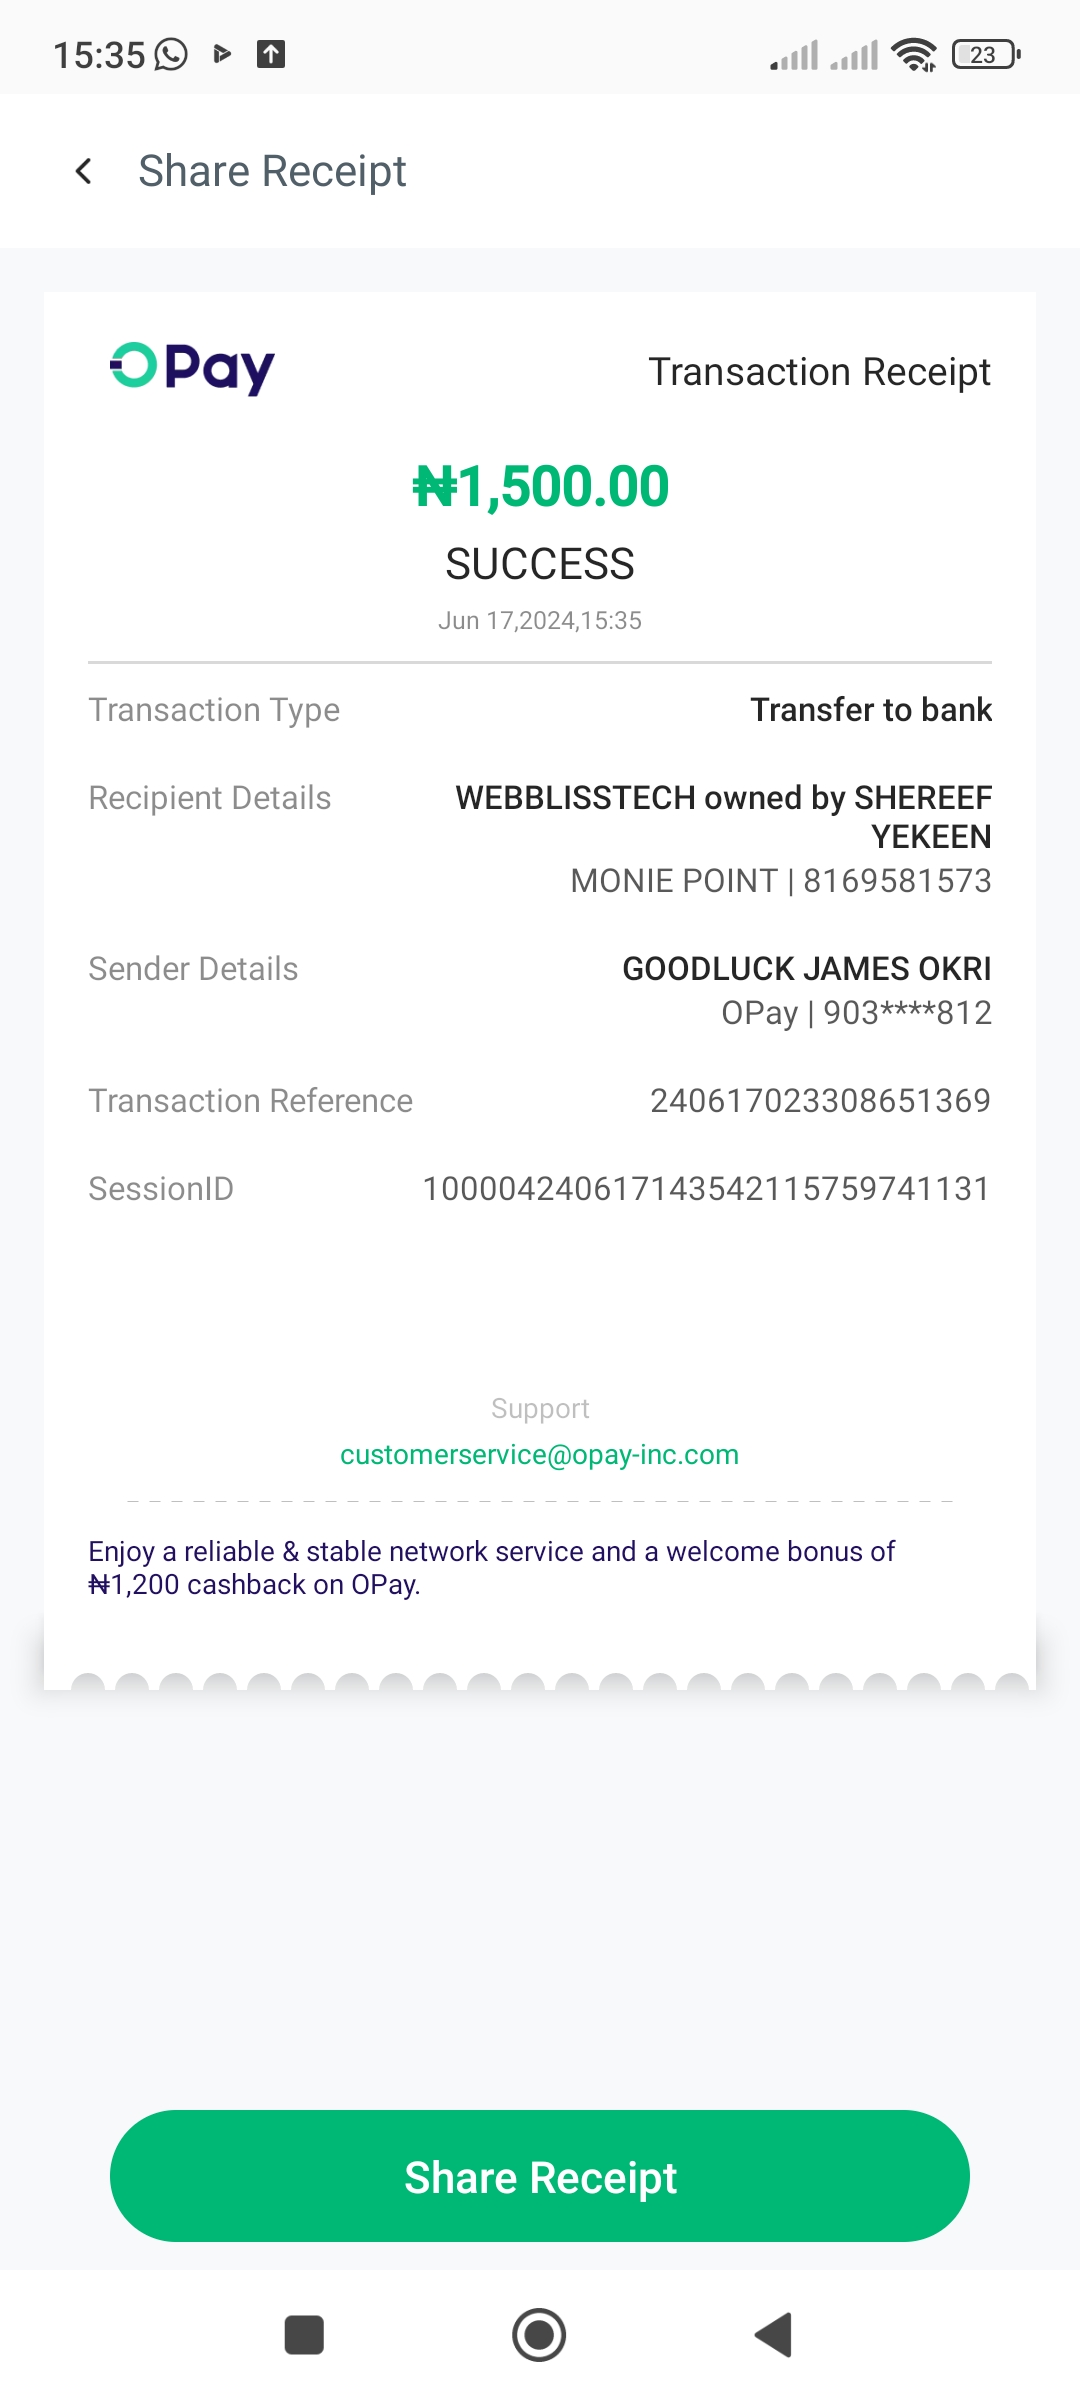 15:35
23
Share Receipt
OPay
Transaction Receipt
₦1,500.00
SUCCESS
Jun 17,2024,15:35
Transaction Type
Transfer to bank
Recipient Details
WEBBLISSTECH owned by SHEREEF
YEKEEN
MONIE POINT | 8169581573
Sender Details
GOODLUCK JAMES OKRI
OPay | 903****812
Transaction Reference
240617023308651369
SessionID
100004240617143542115759741131
Support
customerservice@opay-inc.com
Enjoy a reliable & stable network service and a welcome bonus of
₦1,200 cashback on OPay.
Share Receipt